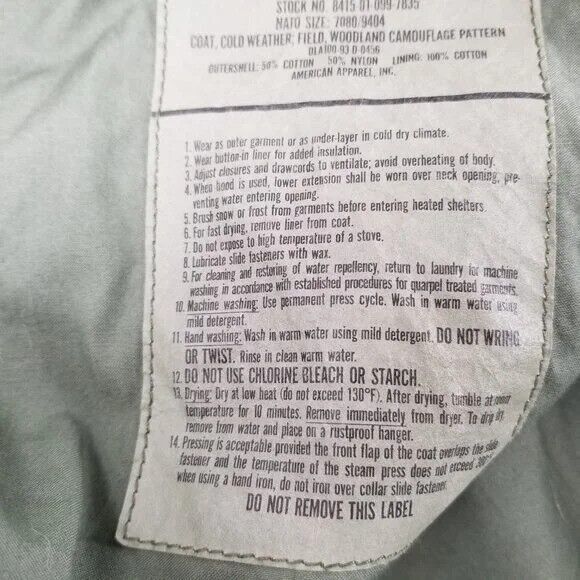 STOCK NO. 8415-01-099-7835
NATO SIZE: 7080/9404
COAT, COLD WEATHER; FIELD, WOODLAND CAMOUFLAGE PATTERN
DLA100-93-D-0456
OUTERSHELL: 50% COTTON 50% NYLON LINING: 100% COTTON
AMERICAN APPAREL, INC.
1. Wear as outer garment or as under-layer in cold dry climate.
2. Wear button-in liner for added insulation.
3. Adjust closures and drawcords to ventilate; avoid overheating of body.
4. When hood is used, lower extension shall be worn over neck opening, pre-
venting water entering opening.
5. Brush snow or frost from garments before entering heated shelters.
6. For fast drying, remove liner from coat.
7. Do not expose to high temperature of a stove.
8. Lubricate slide fasteners with wax.
9. For cleaning and restoring of water repellency, return to laundry for machine
washing in accordance with established procedures for quarpel treated garments.
10. Machine washing: Use permanent press cycle. Wash in warm water using
mild detergent.
11. Hand washing: Wash in warm water using mild detergent. DO NOT WRING
OR TWIST. Rinse in clean warm water.
12. DO NOT USE CHLORINE BLEACH OR STARCH.
13. Drying: Dry at low heat (do not exceed 130°F). After drying, tumble at room
temperature for 10 minutes. Remove immediately from dryer. To drip dry,
remove from water and place on a rustproof hanger.
14. Pressing is acceptable provided the front flap of the coat overlaps the slide
fastener and the temperature of the steam press does not exceed
when using a hand iron, do not iron over collar slide fastener.
DO NOT REMOVE THIS LABEL